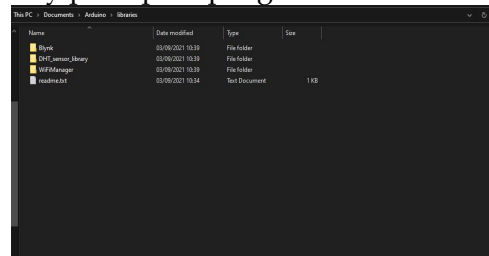 This PC > Documents > Arduino > libraries
Name Date modified Type Size
Blynk 03/09/2021 10:39 File folder
DHT_sensor_library 03/09/2021 10:39 File folder
WiFiManager 03/09/2021 10:39 File folder
readme.txt 03/09/2021 10:34 Text Document 1 KB